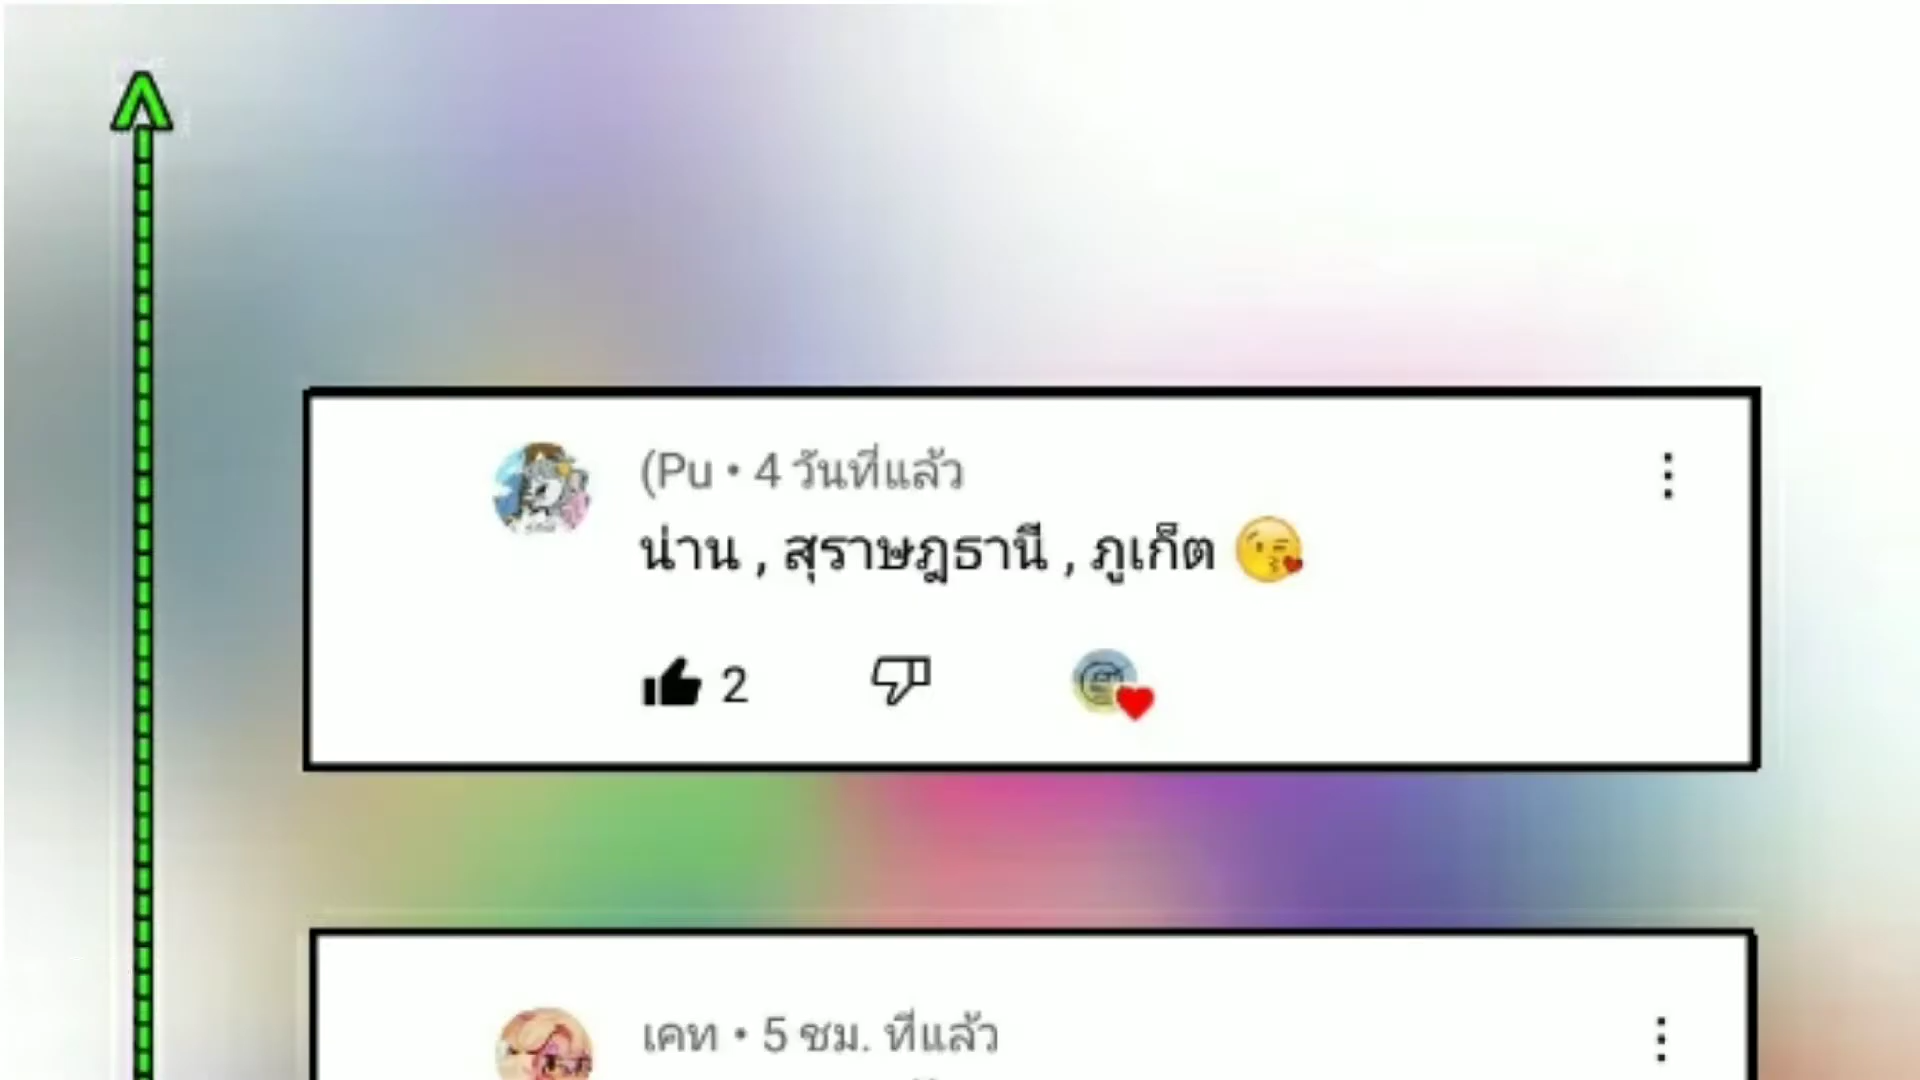 (Pu • 4 วันที่แล้ว
น่าน , สุราษฎธานี , ภูเก็ต 😘
2
เคท • 5 ชม. ที่แล้ว